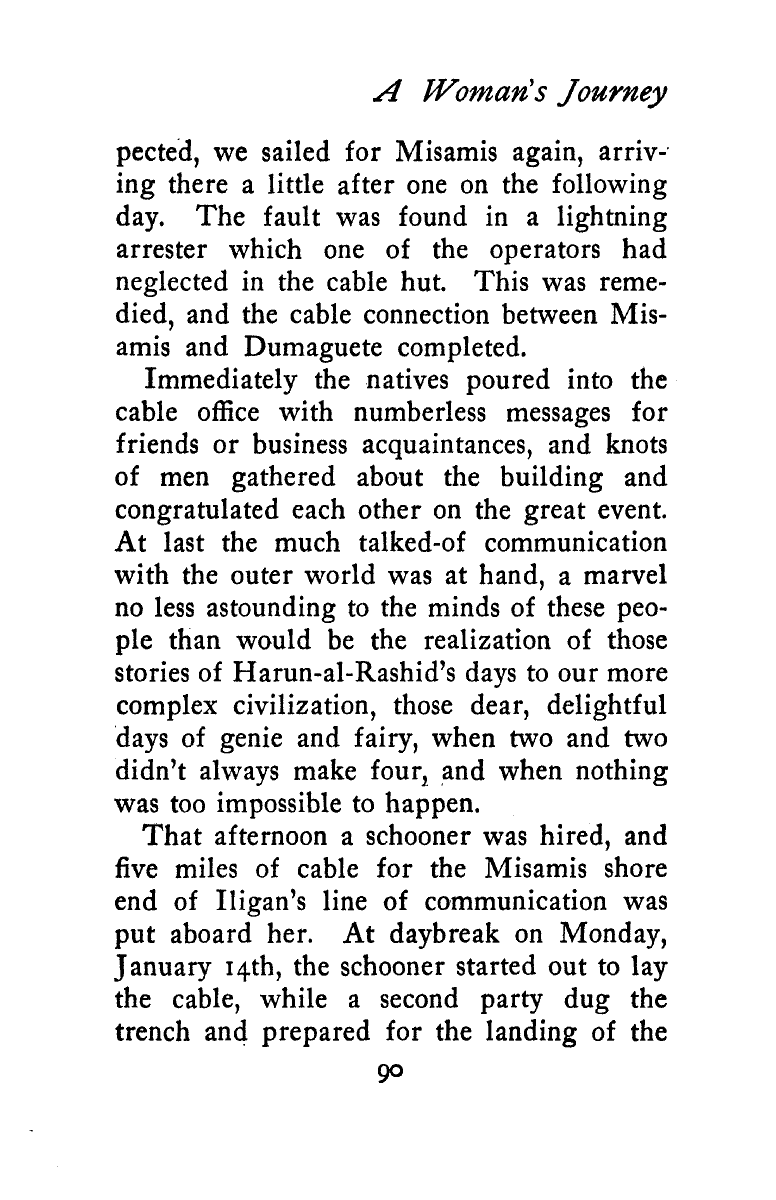 A Woman's Journey
pected, we sailed for Misamis again, arriv-
ing there a little after one on the following
day. The fault was found in a lightning
arrester which one of the operators had
neglected in the cable hut. This was reme-
died, and the cable connection between Mis-
amis and Dumaguete completed.
Immediately the natives poured into the
cable office with numberless messages for
friends or business acquaintances, and knots
of men gathered about the building and
congratulated each other on the great event.
At last the much talked-of communication
with the outer world was at hand, a marvel
no less astounding to the minds of these peo-
ple than would be the realization of those
stories of Harun-al-Rashid's days to our more
complex civilization, those dear, delightful
days of genie and fairy, when two and two
didn't always make four, and when nothing
was too impossible to happen.
That afternoon a schooner was hired, and
five miles of cable for the Misamis shore
end of Iligan's line of communication was
put aboard her. At daybreak on Monday,
January 14th, the schooner started out to lay
the cable, while a second party dug the
trench and prepared for the landing of the
90